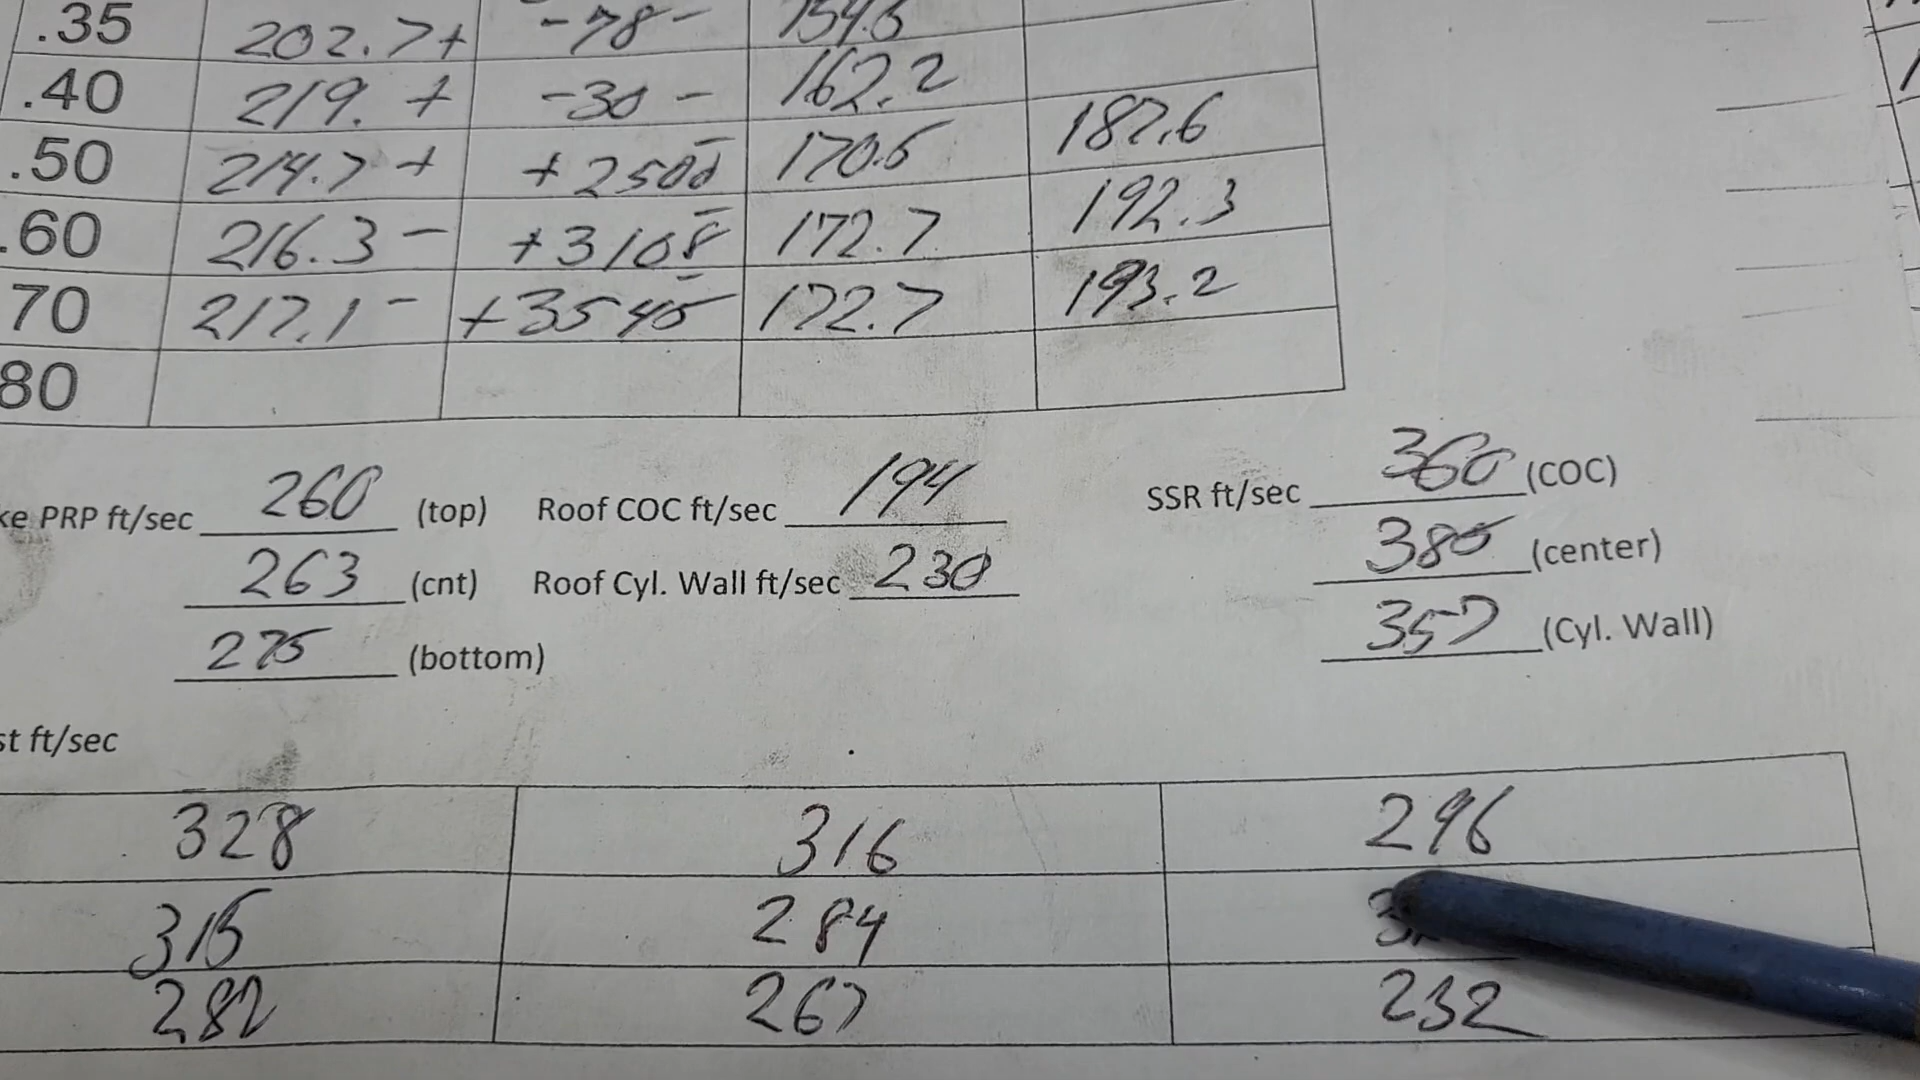 .35 202.7+ -78- 154.6
.40 219. + -30- 162.2
.50 214.7+ +2500 170.6 187.6
.60 216.3- +3108 172.7 192.3
70 217.1- +3545 172.7 193.2
80
ke PRP ft/sec 260 (top) Roof COC ft/sec 194 SSR ft/sec 360 (COC)
263 (cnt) Roof Cyl. Wall ft/sec 230 380 (center)
275 (bottom) 357 (Cyl. Wall)
st ft/sec
328 316 296
315 284
282 267 232